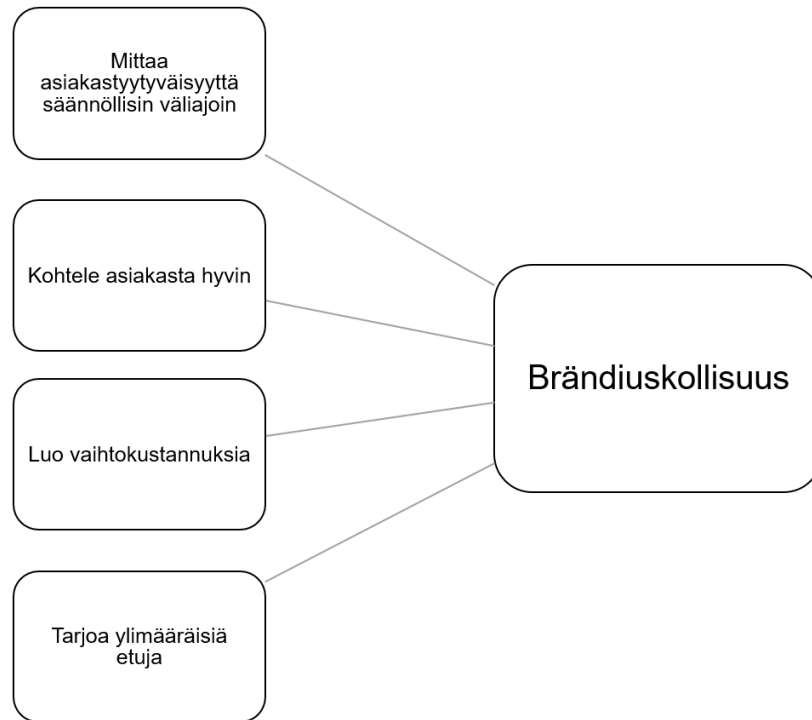 Mittaa
asiakastyytyväisyyttä
säännöllisin väliajoin
Kohtele asiakasta hyvin
Luo vaihtokustannuksia
Tarjoa ylimääräisiä
etuja
Brändiuskollisuus